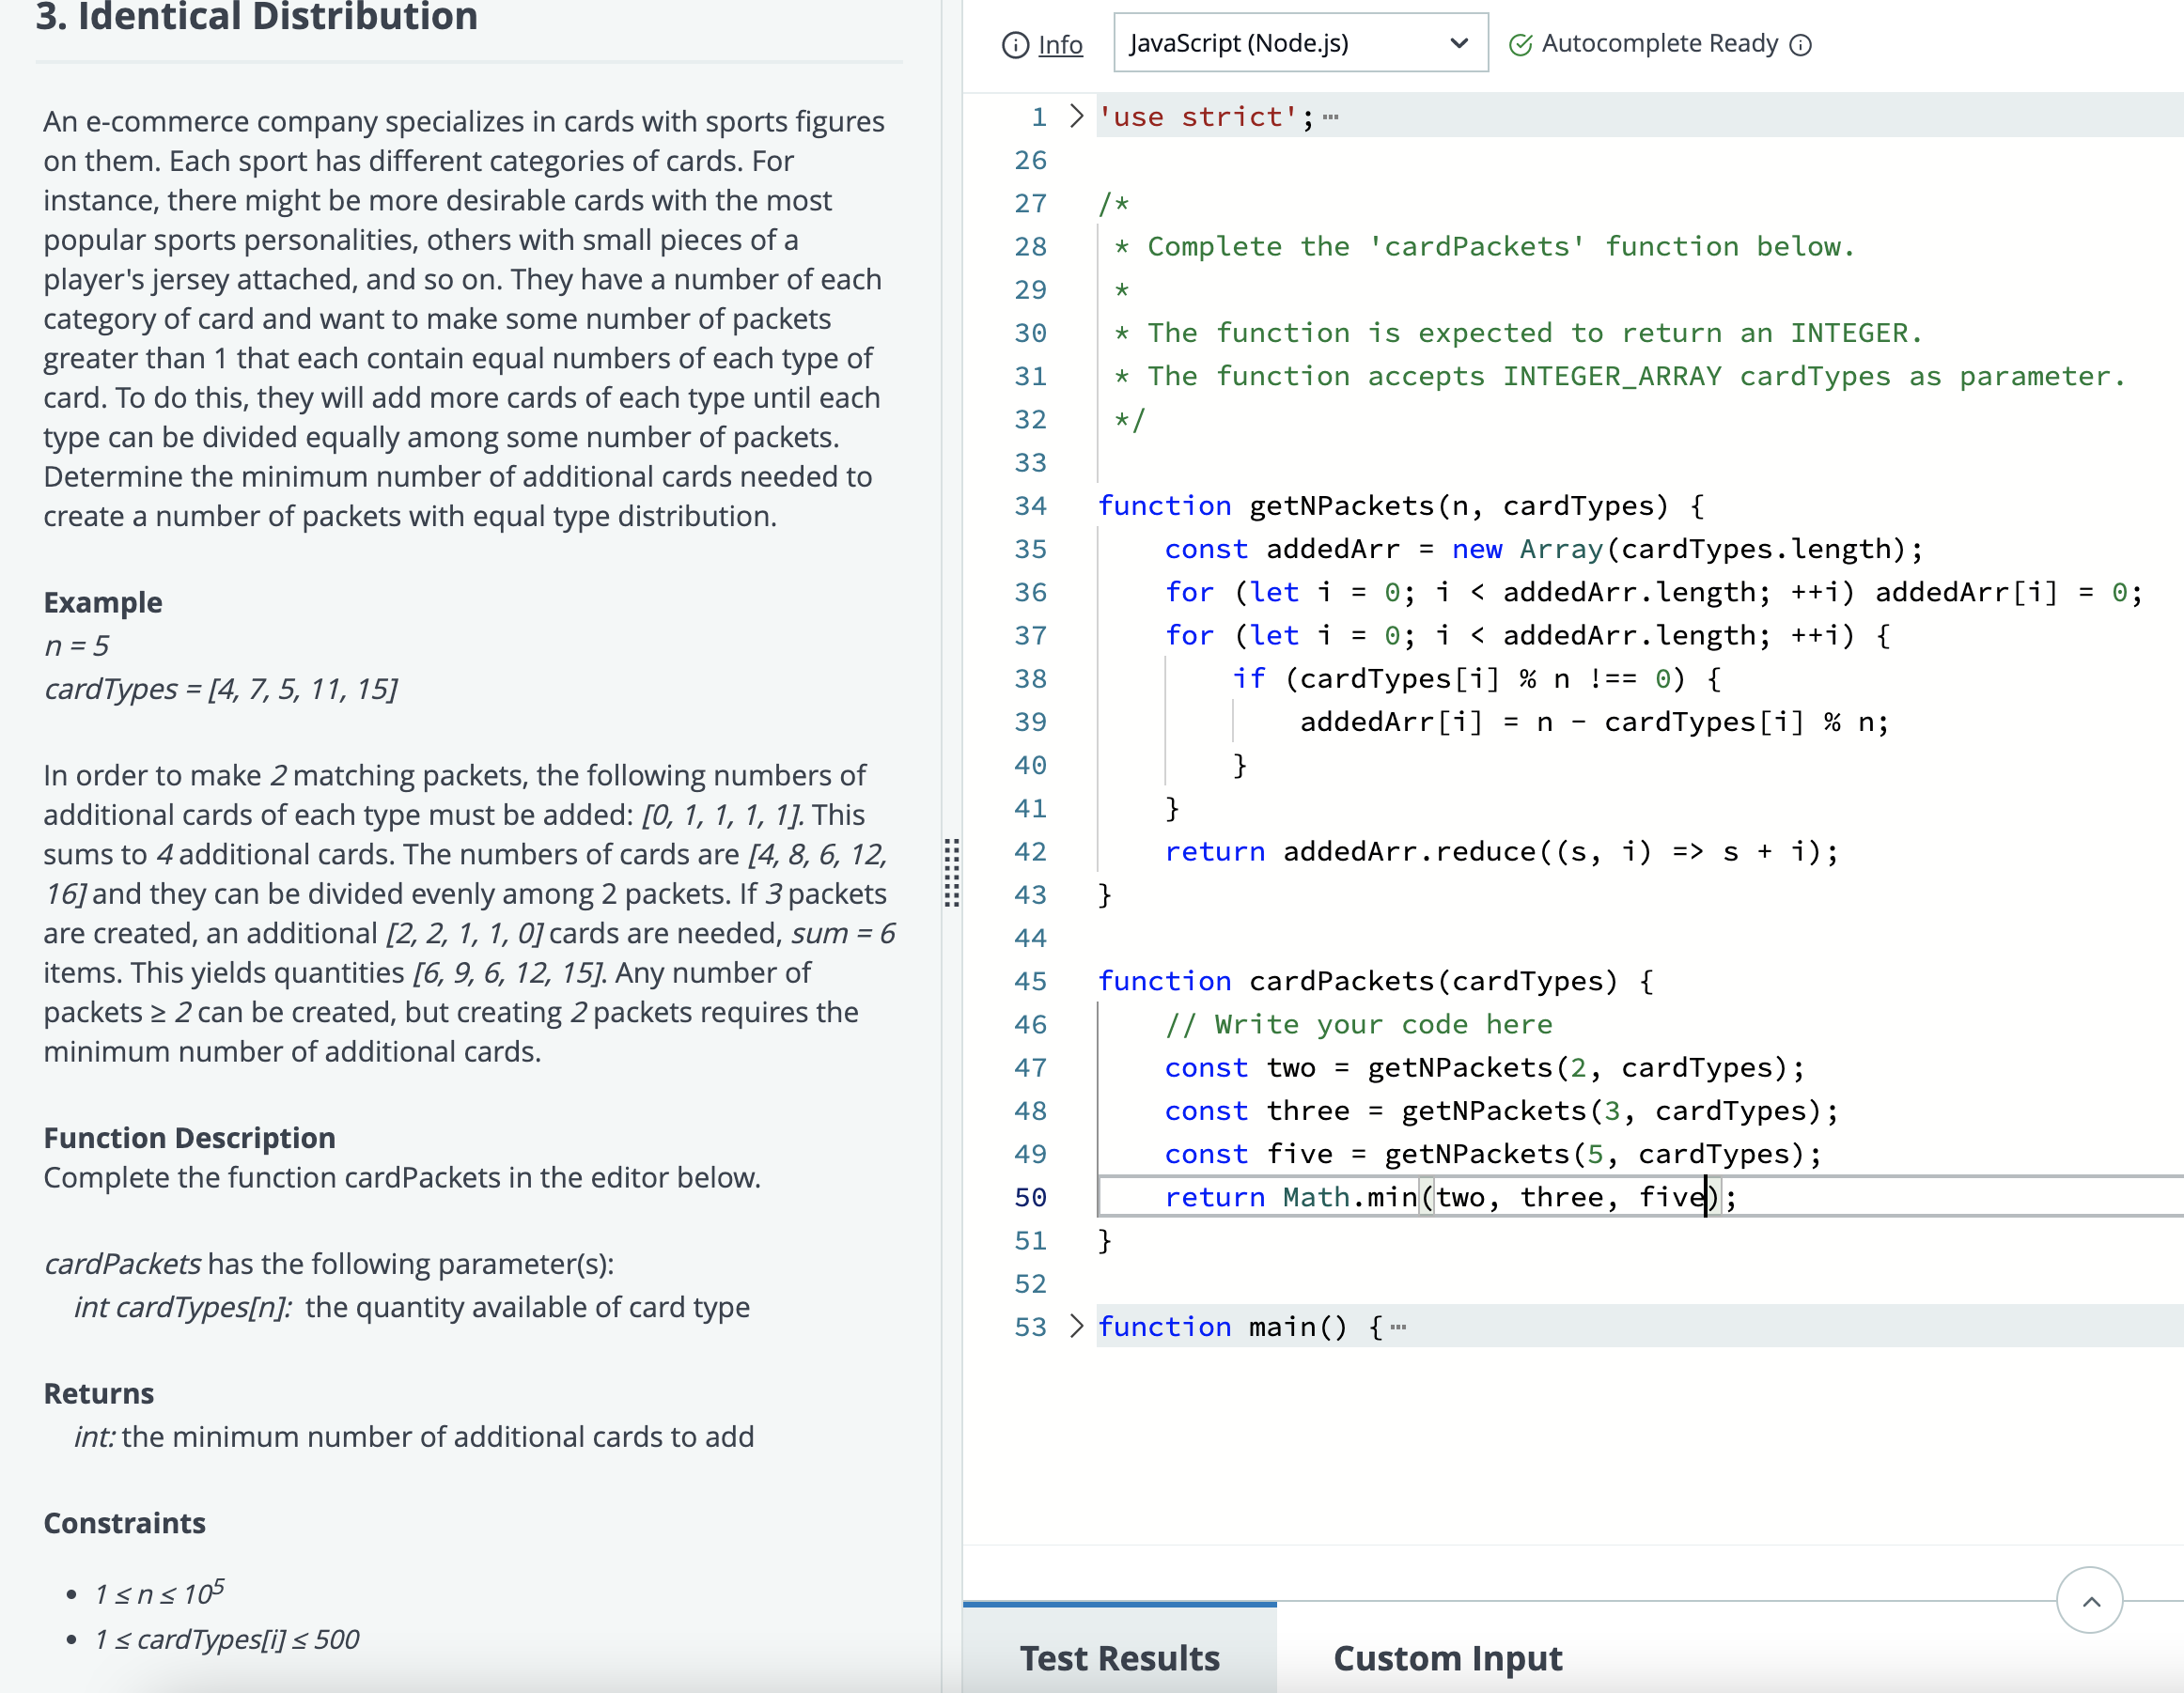 3. Identical Distribution
An e-commerce company specializes in cards with sports figures
on them. Each sport has different categories of cards. For
instance, there might be more desirable cards with the most
popular sports personalities, others with small pieces of a
player's jersey attached, and so on. They have a number of each
category of card and want to make some number of packets
greater than 1 that each contain equal numbers of each type of
card. To do this, they will add more cards of each type until each
type can be divided equally among some number of packets.
Determine the minimum number of additional cards needed to
create a number of packets with equal type distribution.
Example
n = 5
cardTypes = [4, 7, 5, 11, 15]
In order to make 2 matching packets, the following numbers of
additional cards of each type must be added: [0, 1, 1, 1, 1]. This
sums to 4 additional cards. The numbers of cards are [4, 8, 6, 12,
16] and they can be divided evenly among 2 packets. If 3 packets
are created, an additional [2, 2, 1, 1, 0] cards are needed, sum = 6
items. This yields quantities [6, 9, 6, 12, 15]. Any number of
packets ≥ 2 can be created, but creating 2 packets requires the
minimum number of additional cards.
Function Description
Complete the function cardPackets in the editor below.
cardPackets has the following parameter(s):
int cardTypes[n]: the quantity available of card type
Returns
int: the minimum number of additional cards to add
Constraints
• 1 ≤ n ≤ 10⁵
• 1 ≤ cardTypes[i] ≤ 500
Info
JavaScript (Node.js)
Autocomplete Ready
1 'use strict';
26
27 /*
28 * Complete the 'cardPackets' function below.
29 *
30 * The function is expected to return an INTEGER.
31 * The function accepts INTEGER_ARRAY cardTypes as parameter.
32 */
33
34 function getNPackets(n, cardTypes) {
35 const addedArr = new Array(cardTypes.length);
36 for (let i = 0; i < addedArr.length; ++i) addedArr[i] = 0;
37 for (let i = 0; i < addedArr.length; ++i) {
38 if (cardTypes[i] % n !== 0) {
39 addedArr[i] = n - cardTypes[i] % n;
40 }
41 }
42 return addedArr.reduce((s, i) => s + i);
43 }
44
45 function cardPackets(cardTypes) {
46 // Write your code here
47 const two = getNPackets(2, cardTypes);
48 const three = getNPackets(3, cardTypes);
49 const five = getNPackets(5, cardTypes);
50 return Math.min(two, three, five);
51 }
52
53 function main() {
Test Results
Custom Input